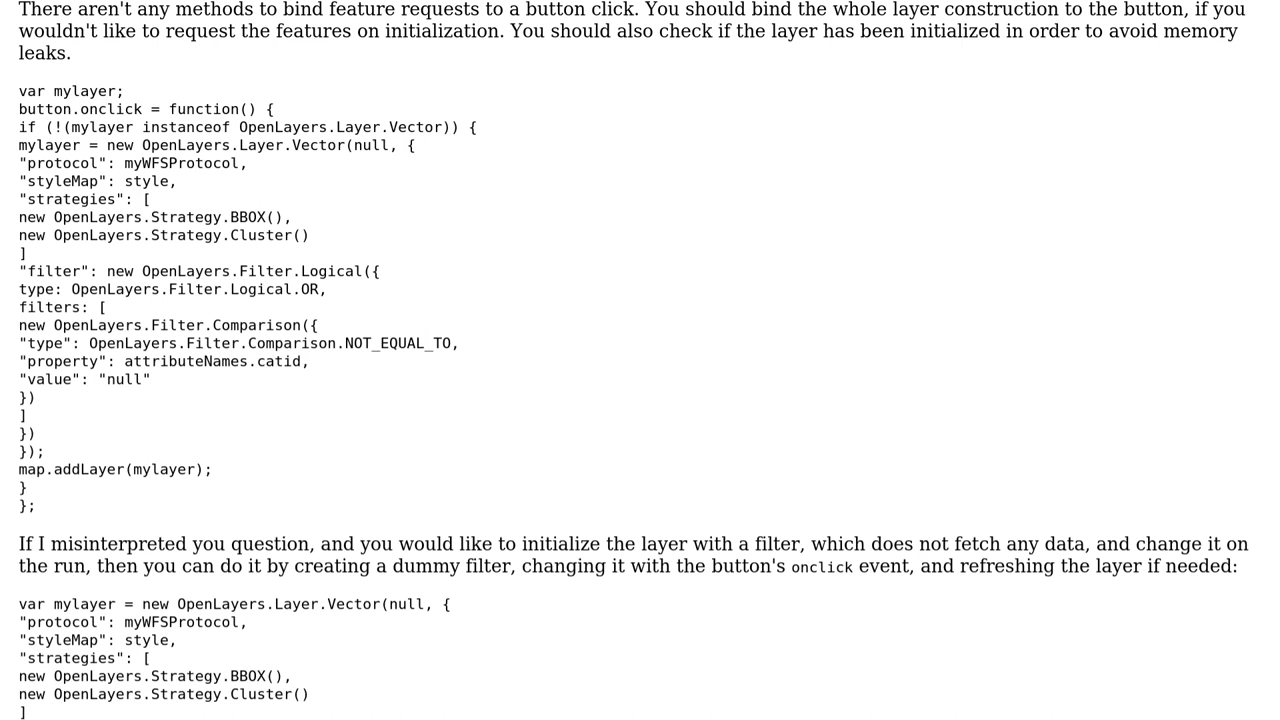 There aren't any methods to bind feature requests to a button click. You should bind the whole layer construction to the button, if you
wouldn't like to request the features on initialization. You should also check if the layer has been initialized in order to avoid memory
leaks.
var mylayer;
button.onclick = function() {
if (!(mylayer instanceof OpenLayers.Layer.Vector)) {
mylayer = new OpenLayers.Layer.Vector(null, {
"protocol": myWFSProtocol,
"styleMap": style,
"strategies": [
new OpenLayers.Strategy.BBOX(),
new OpenLayers.Strategy.Cluster()
]
"filter": new OpenLayers.Filter.Logical({
type: OpenLayers.Filter.Logical.OR,
filters: [
new OpenLayers.Filter.Comparison({
"type": OpenLayers.Filter.Comparison.NOT_EQUAL_TO,
"property": attributeNames.catid,
"value": "null"
})
]
})
});
map.addLayer(mylayer);
}
};
If I misinterpreted you question, and you would like to initialize the layer with a filter, which does not fetch any data, and change it on
the run, then you can do it by creating a dummy filter, changing it with the button's onclick event, and refreshing the layer if needed:
var mylayer = new OpenLayers.Layer.Vector(null, {
"protocol": myWFSProtocol,
"styleMap": style,
"strategies": [
new OpenLayers.Strategy.BBOX(),
new OpenLayers.Strategy.Cluster()
]